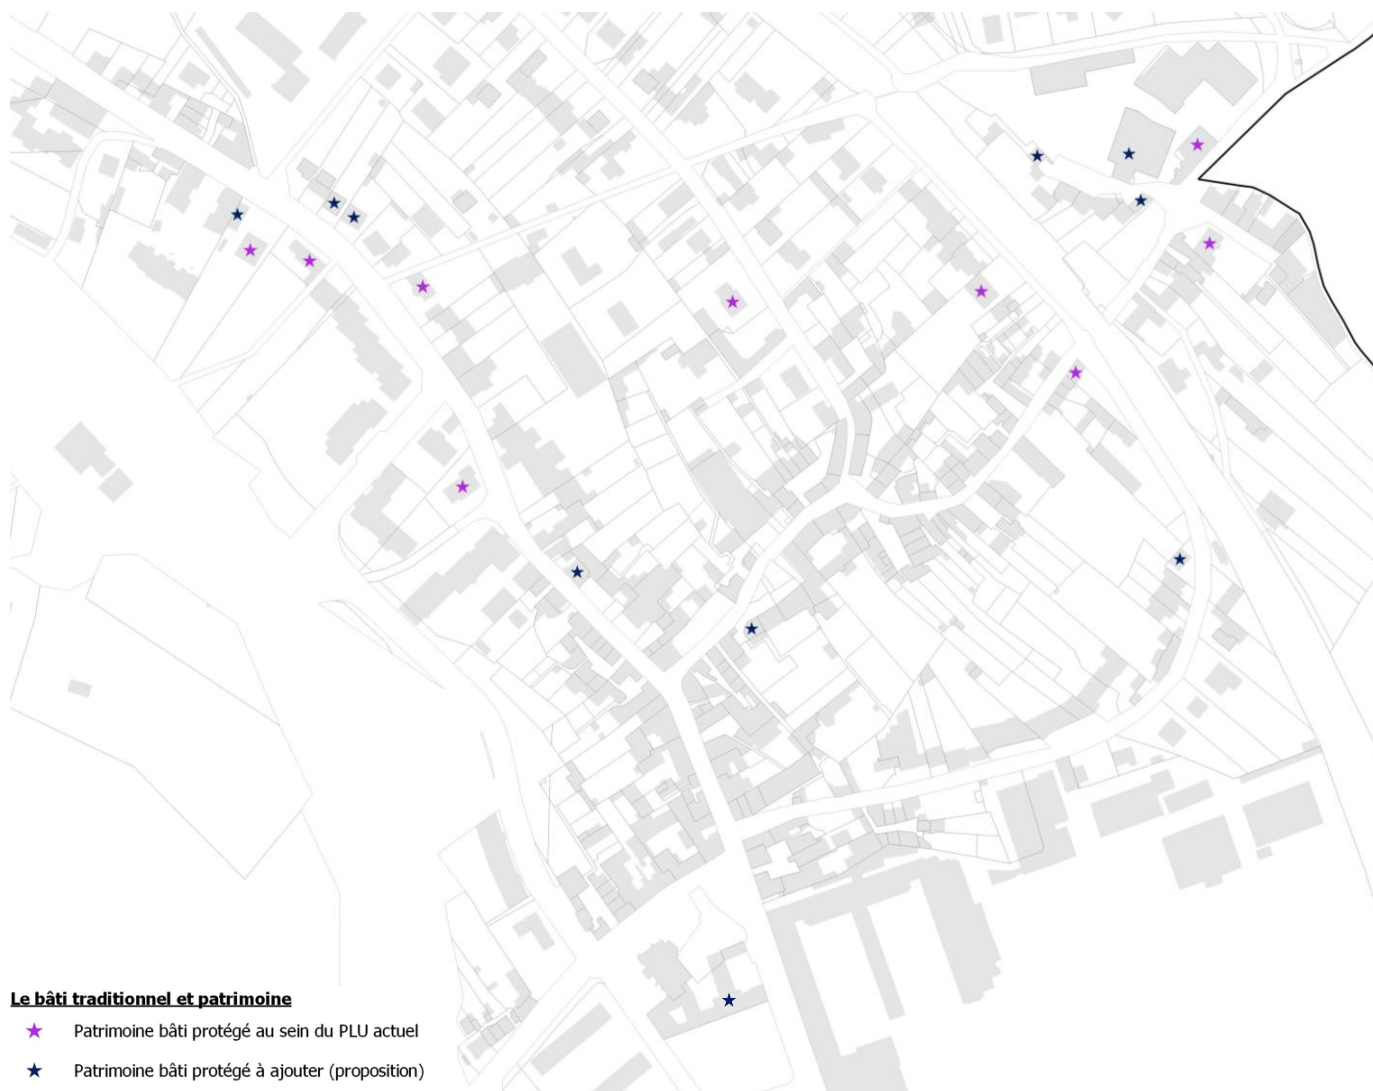 Le bâti traditionnel et patrimoine
Patrimoine bâti protégé au sein du PLU actuel
Patrimoine bâti protégé à ajouter (proposition)